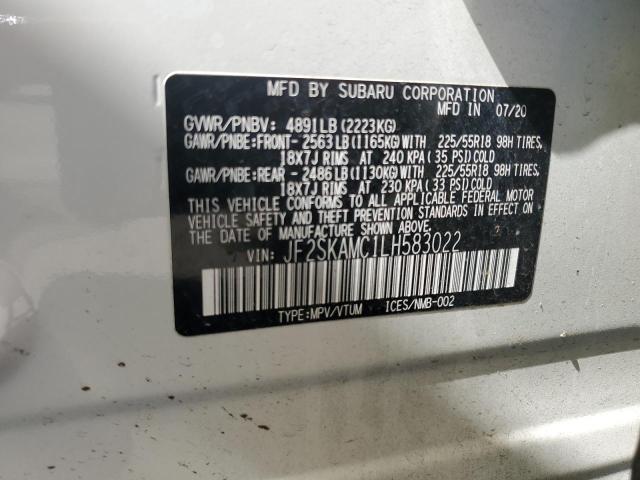 MFD BY SUBARU CORPORATION
MFD IN 07/20
GVWR/PNBV: 4891LB(2223KG)
GAWR/PNBE:FRONT- 2563LB(1165KG)WITH 225/55R18 98H TIRES,
18X7J RIMS AT 240 KPA(35 PSI)COLD
GAWR/PNBE:REAR - 2486LB(1130KG)WITH 225/55R18 98H TIRES,
18X7J RIMS AT 230 KPA(33 PSI)COLD
THIS VEHICLE CONFORMS TO ALL APPLICABLE FEDERAL MOTOR
VEHICLE SAFETY AND THEFT PREVENTION STANDARDS IN EFFECT ON
THE DATE OF MANUFACTURE SHOWN ABOVE.
VIN: JF2SKAMC1LH583022
TYPE:MPV/VTUM ICES/NMB-002